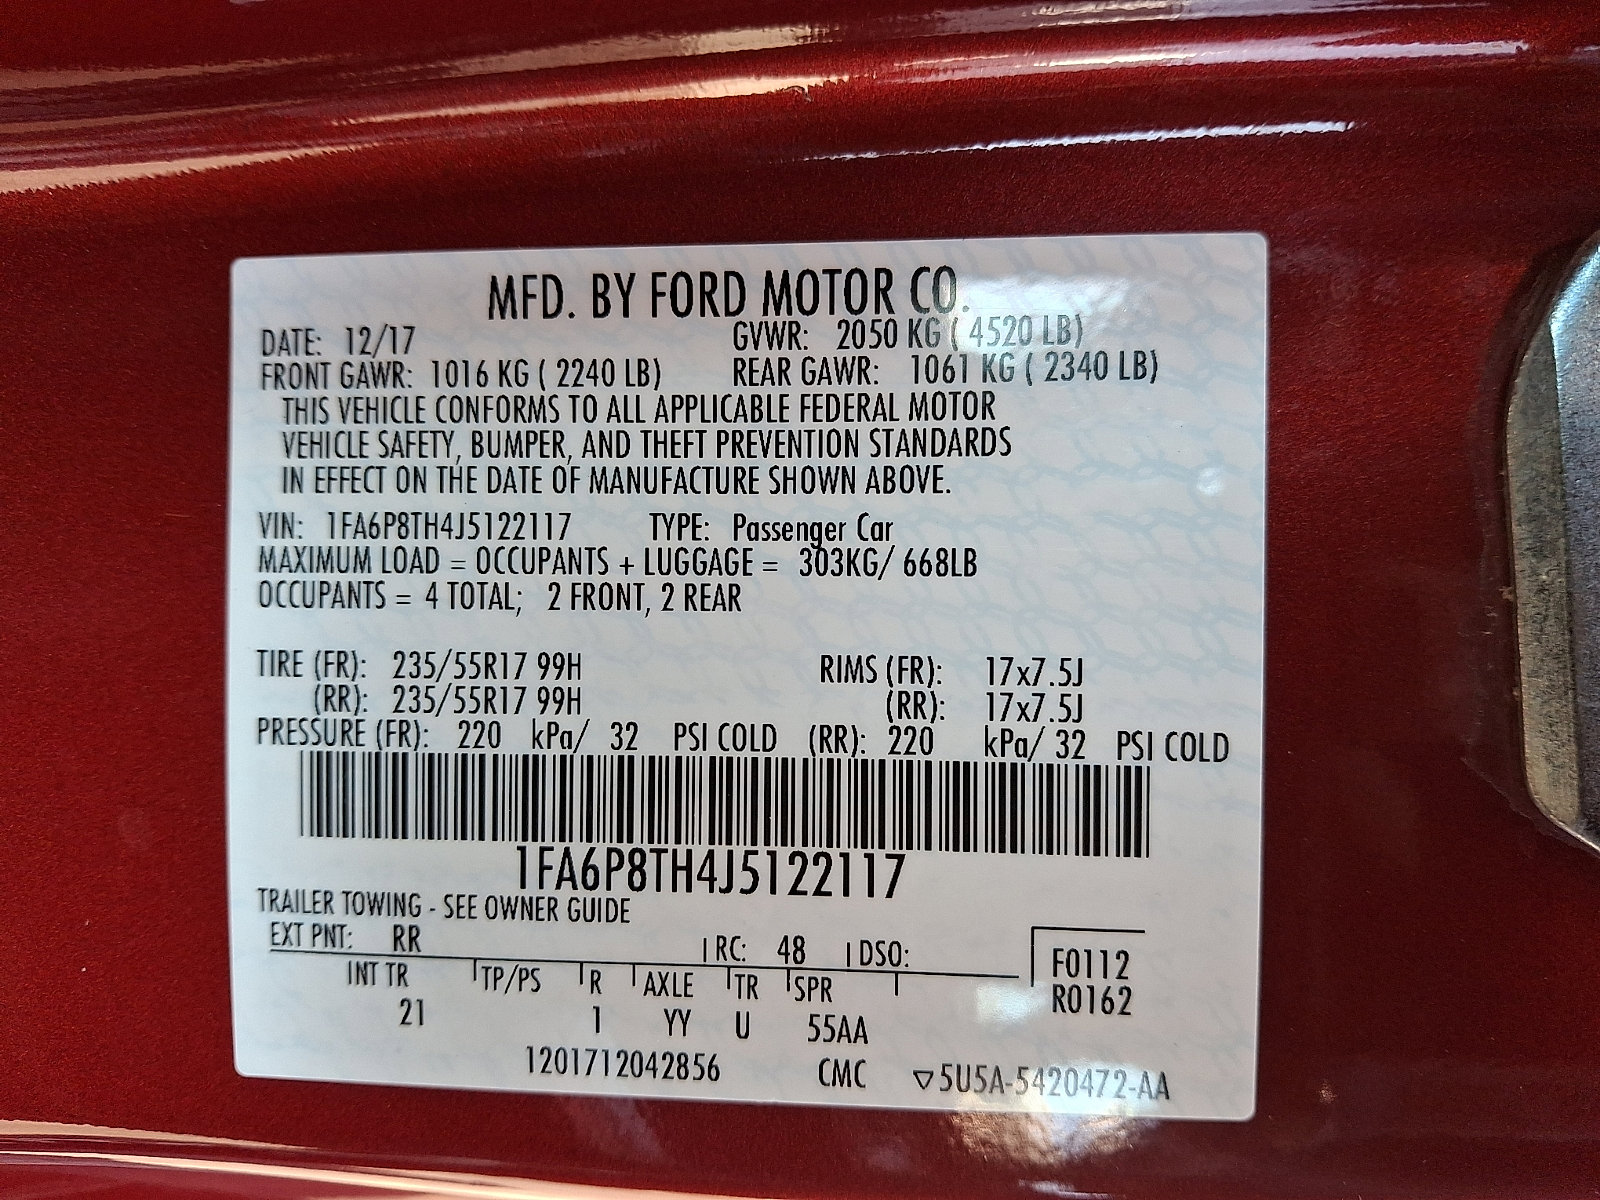 MFD. BY FORD MOTOR CO.
DATE: 12/17 GVWR: 2050 KG ( 4520 LB)
FRONT GAWR: 1016 KG ( 2240 LB) REAR GAWR: 1061 KG ( 2340 LB)
THIS VEHICLE CONFORMS TO ALL APPLICABLE FEDERAL MOTOR
VEHICLE SAFETY, BUMPER, AND THEFT PREVENTION STANDARDS
IN EFFECT ON THE DATE OF MANUFACTURE SHOWN ABOVE.
VIN: 1FA6P8TH4J5122117 TYPE: Passenger Car
MAXIMUM LOAD = OCCUPANTS + LUGGAGE = 303KG/ 668LB
OCCUPANTS = 4 TOTAL; 2 FRONT, 2 REAR
TIRE (FR): 235/55R17 99H RIMS (FR): 17x7.5J
(RR): 235/55R17 99H (RR): 17x7.5J
PRESSURE (FR): 220 kPa/ 32 PSI COLD (RR): 220 kPa/ 32 PSI COLD
1FA6P8TH4J5122117
TRAILER TOWING - SEE OWNER GUIDE
EXT PNT: RR RC: 48 DSO: F0112
INT TR TP/PS R AXLE TR SPR R0162
21 1 YY U 55AA
1201712042856 CMC ▽5U5A-5420472-AA